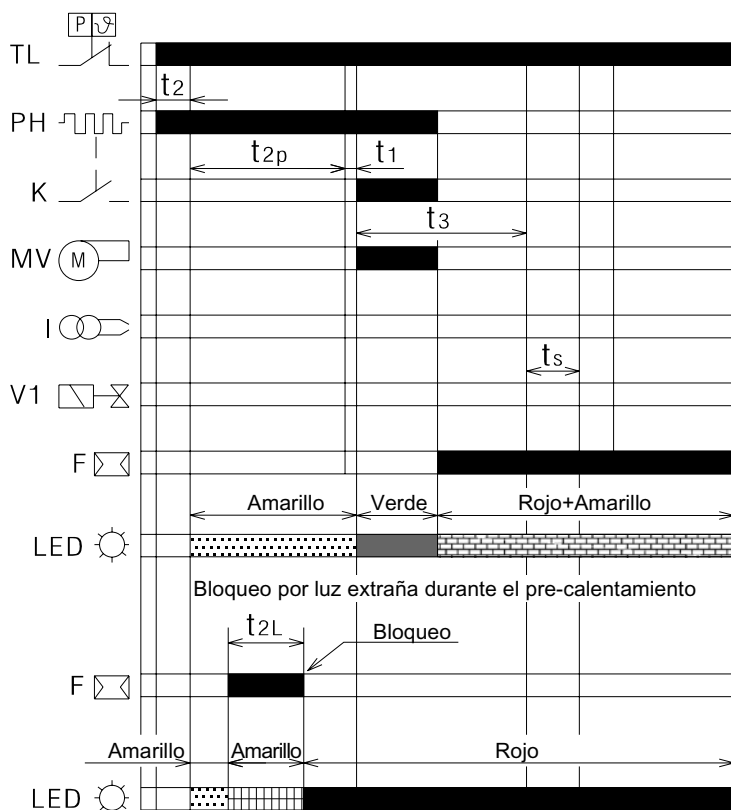 P ϑ
TL
t2
PH
t2p t1
K
t3
MV M
I
ts
V1
F
Amarillo Verde Rojo+Amarillo
LED
Bloqueo por luz extraña durante el pre-calentamiento
t2L
Bloqueo
F
Amarillo Amarillo Rojo
LED